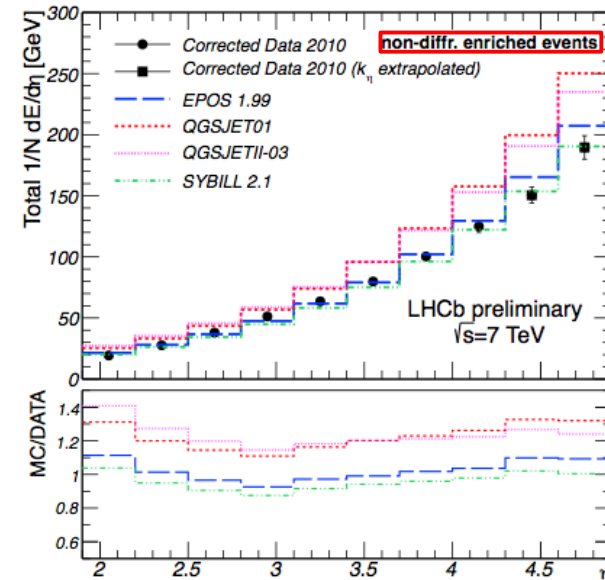 Total 1/N dE/dη [GeV]
300
250
200
150
100
50
0
Corrected Data 2010
non-diffr. enriched events
Corrected Data 2010 (kη extrapolated)
EPOS 1.99
QGSJET01
QGSJETII-03
SYBILL 2.1
LHCb preliminary
√s=7 TeV
MC/DATA
1.4
1.2
1
0.8
0.6
2 2.5 3 3.5 4 4.5
η